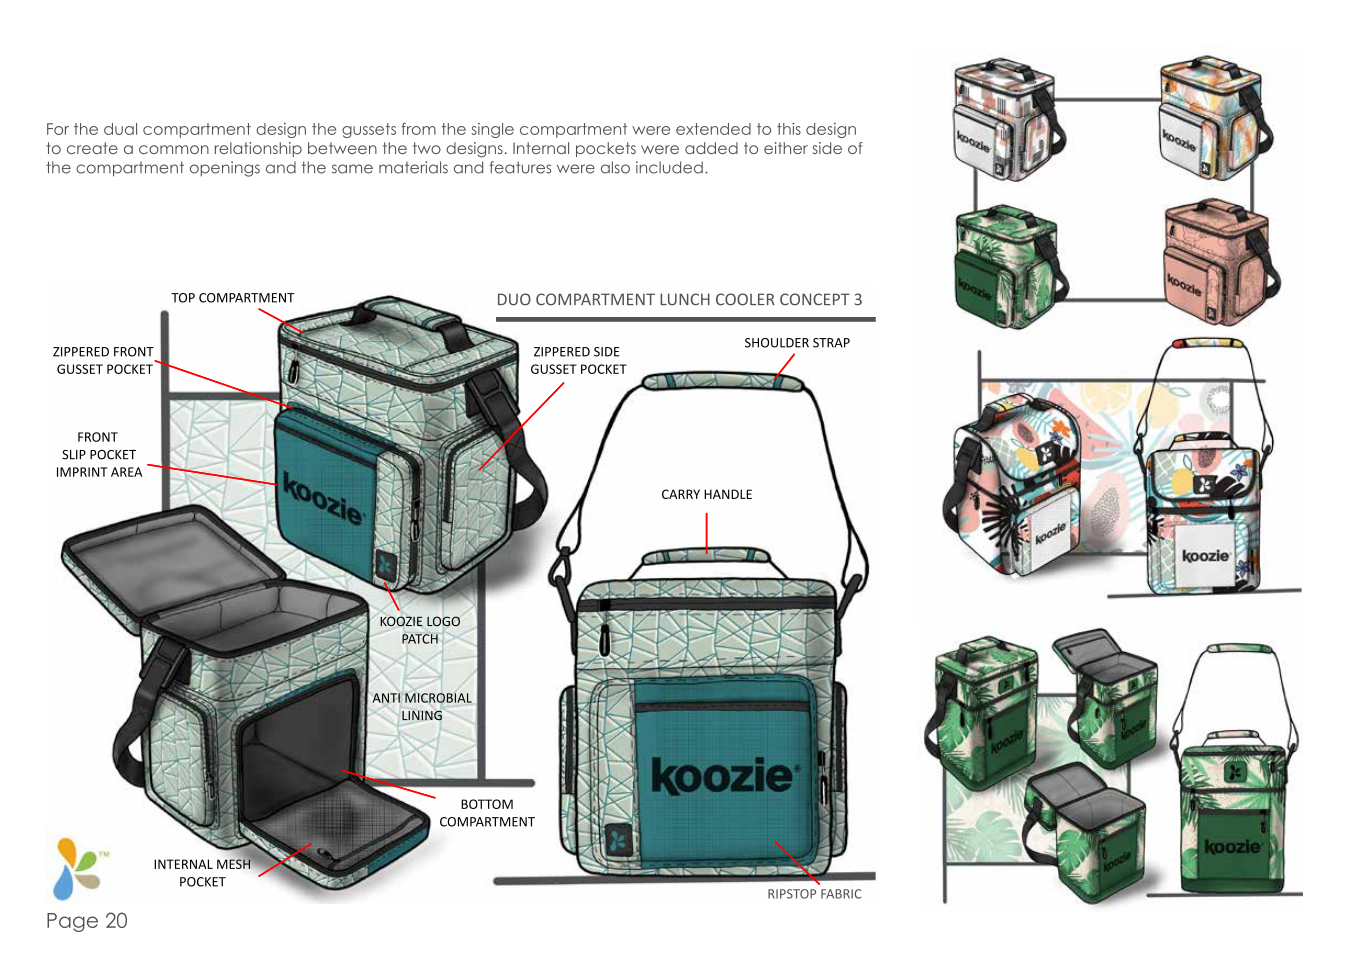 For the dual compartment design the gussets from the single compartment were extended to this design
to create a common relationship between the two designs. Internal pockets were added to either side of
the compartment openings and the same materials and features were also included.
DUO COMPARTMENT LUNCH COOLER CONCEPT 3
TOP COMPARTMENT
ZIPPERED FRONT
GUSSET POCKET
FRONT
SLIP POCKET
IMPRINT AREA
ZIPPERED SIDE
GUSSET POCKET
SHOULDER STRAP
CARRY HANDLE
koozie®
KOOZIE LOGO
PATCH
ANTI MICROBIAL
LINING
koozie®
BOTTOM
COMPARTMENT
INTERNAL MESH
POCKET
RIPSTOP FABRIC
TM
Page 20
koozie
koozie
koozie
koozie
koozie
koozie
koozie
koozie
koozie
koozie